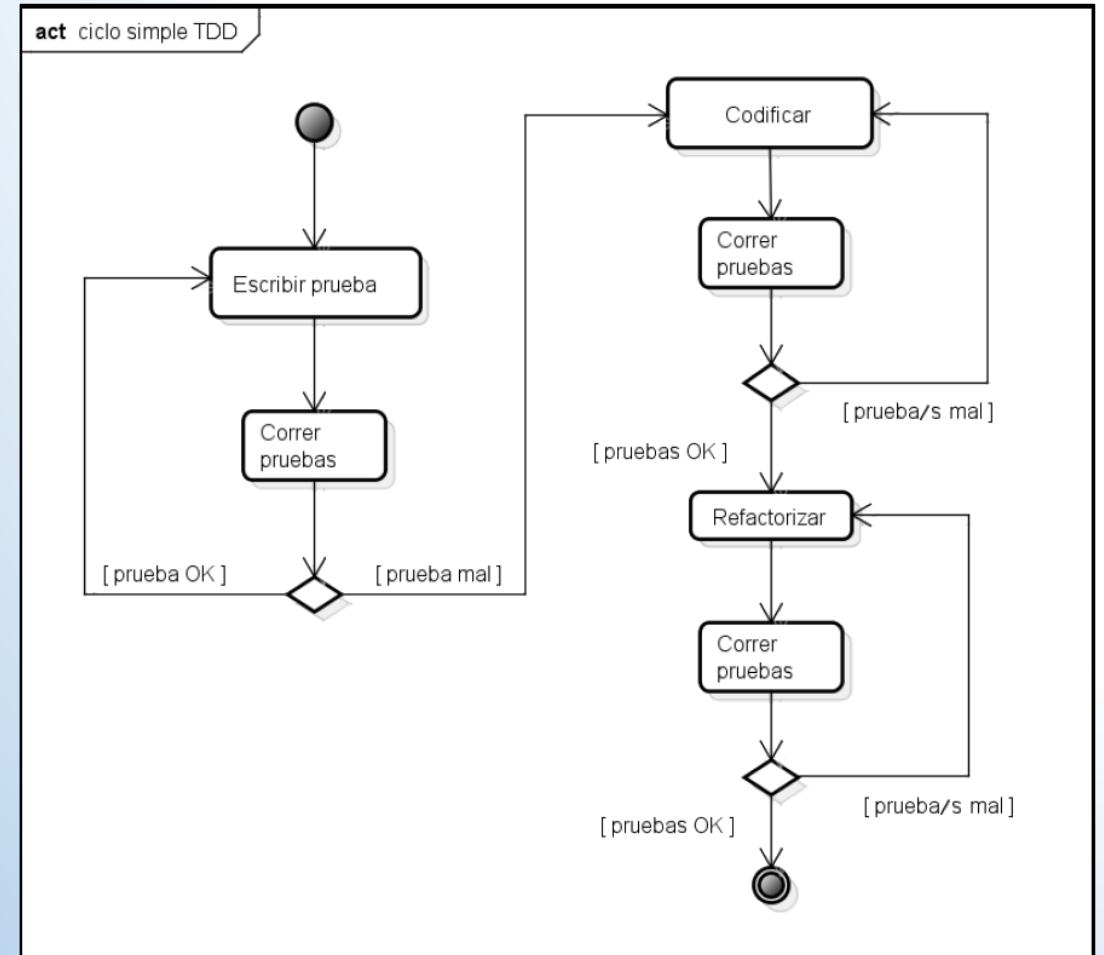 act ciclo simple TDD
Escribir prueba
Correr
pruebas
[ prueba OK ]
[ prueba mal ]
Codificar
Correr
pruebas
[ prueba/s mal ]
[ pruebas OK ]
Refactorizar
Correr
pruebas
[ prueba/s mal ]
[ pruebas OK ]